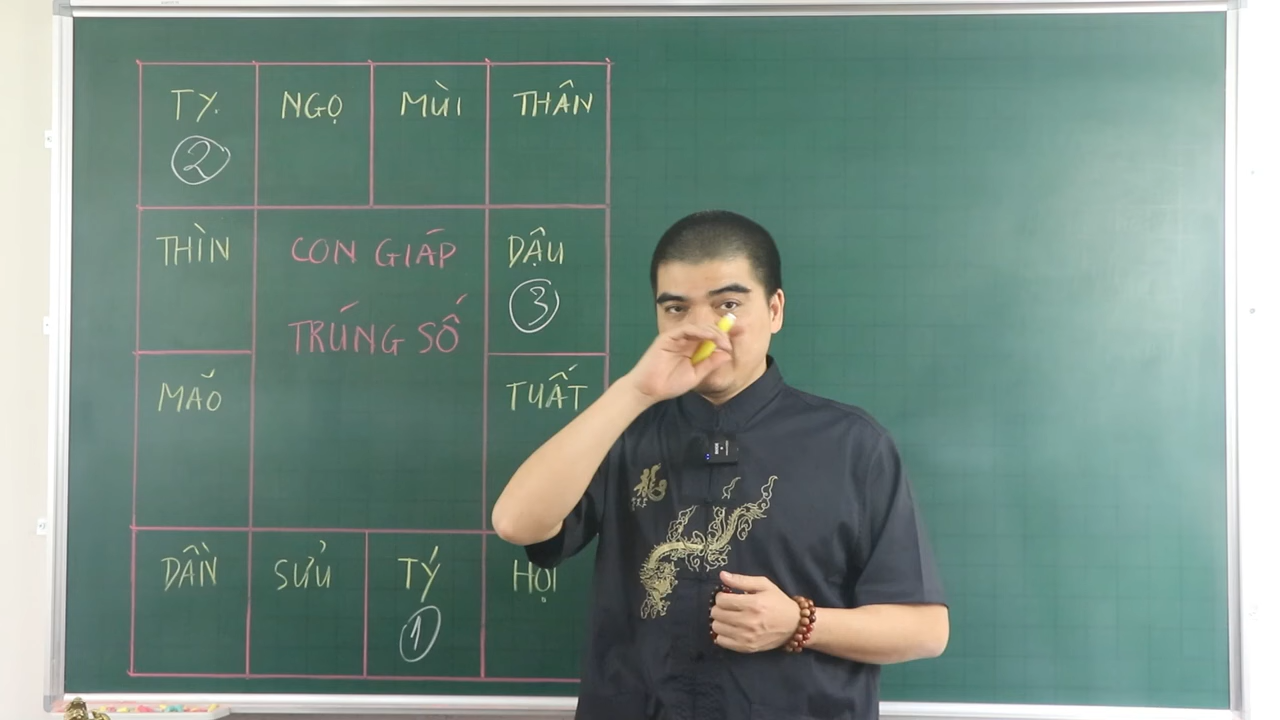 TỴ NGỌ MÙI THÂN
2
THÌN CON GIÁP DẬU
TRÚNG SỐ 3
MÃO TUẤT
DẦN SỬU TÝ HỢI
1
龍